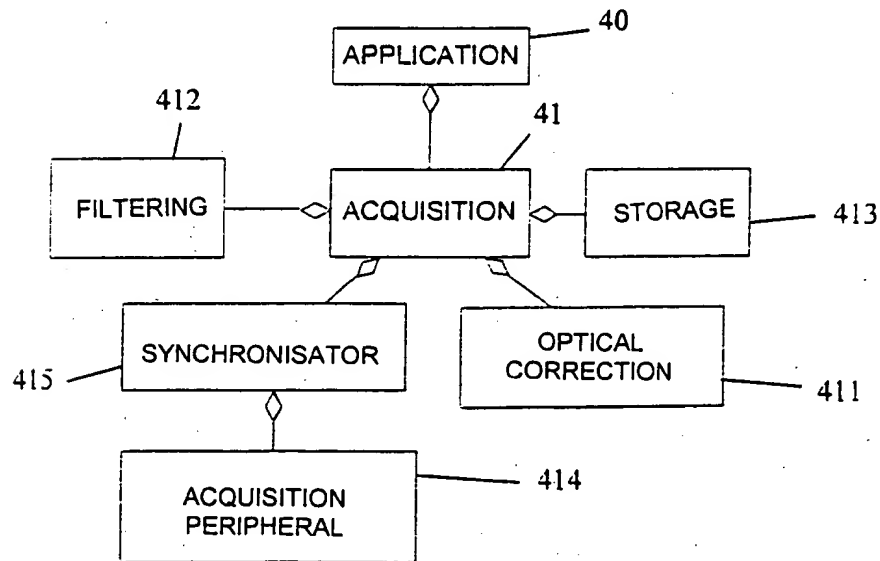 40
APPLICATION
412
41
FILTERING
ACQUISITION
STORAGE
413
SYNCHRONISATOR
OPTICAL
CORRECTION
415
411
ACQUISITION
PERIPHERAL
414